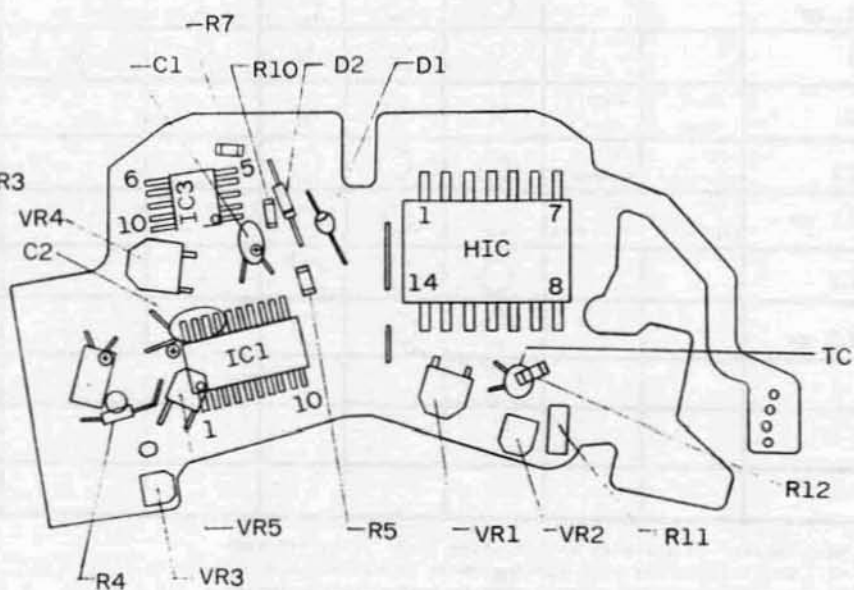 R7
C1
R10
D2
D1
R3
6
5
IC3
10
VR4
C2
1
7
HIC
14
8
IC1
1
10
TC
R12
VR5
R5
VR1
VR2
R11
R4
VR3